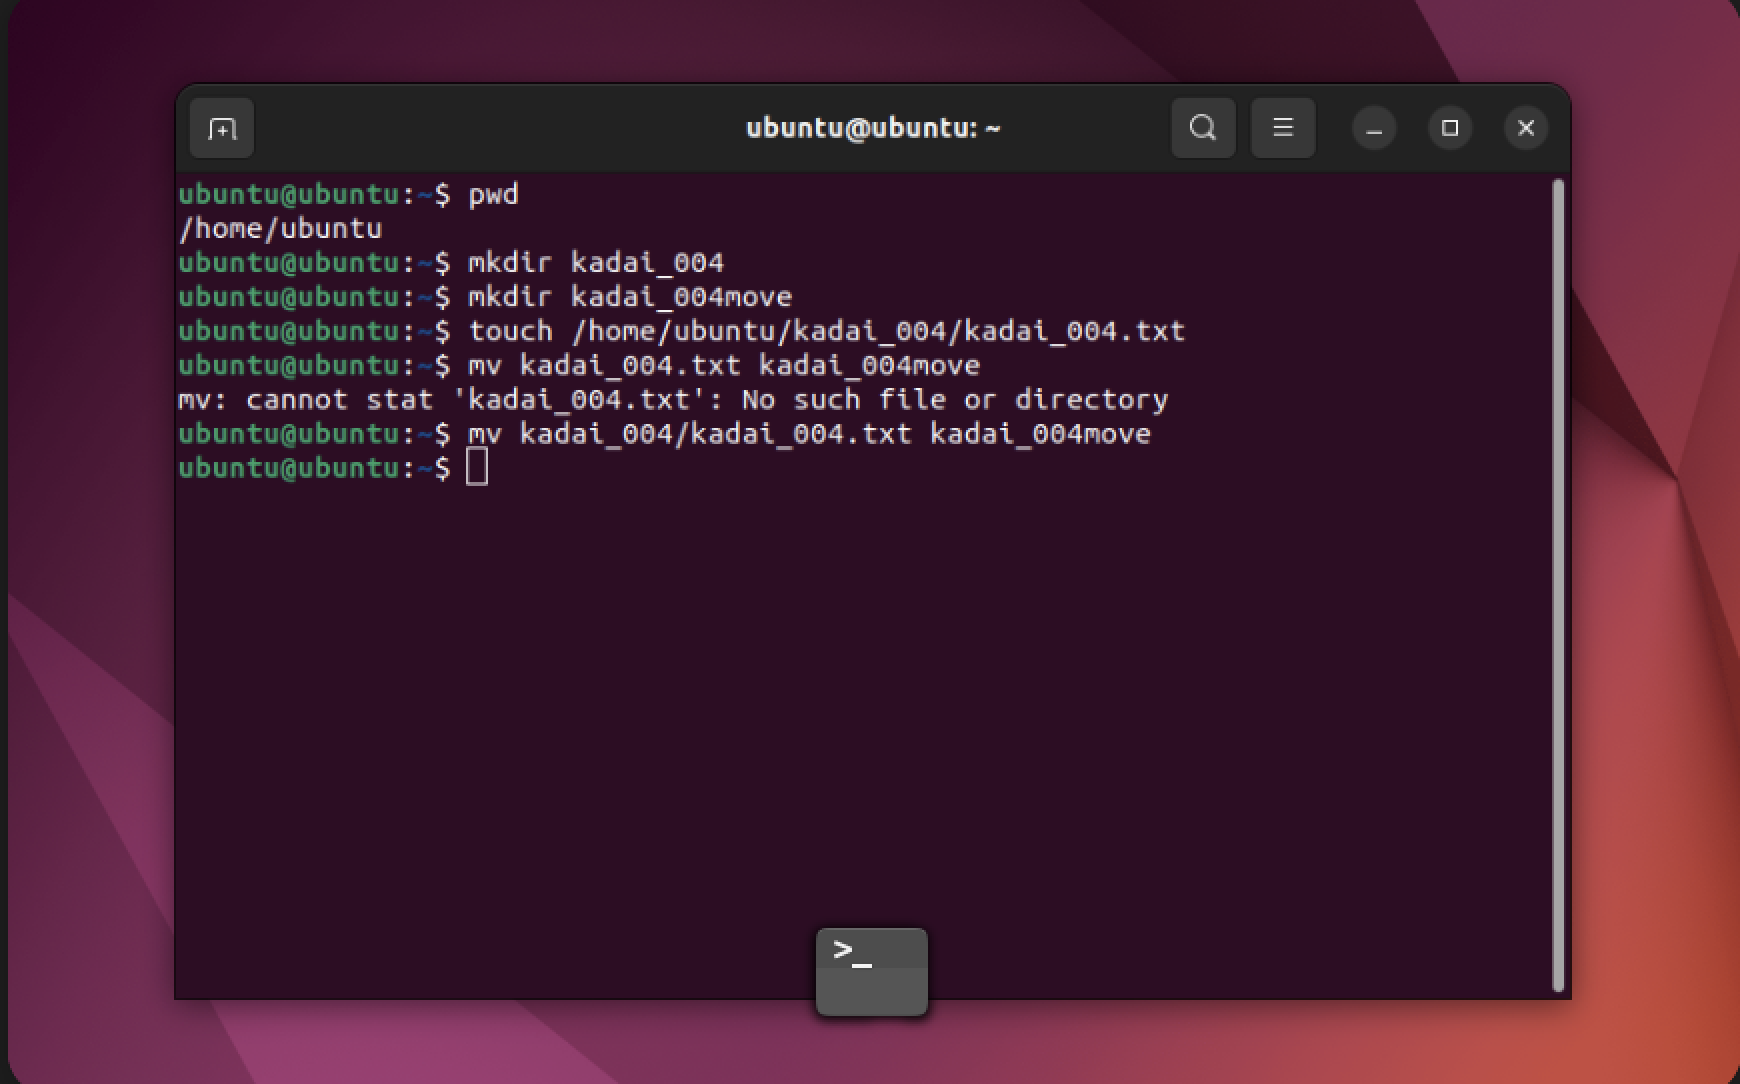 ubuntu@ubuntu: ~
ubuntu@ubuntu:~$ pwd
/home/ubuntu
ubuntu@ubuntu:~$ mkdir kadai_004
ubuntu@ubuntu:~$ mkdir kadai_004move
ubuntu@ubuntu:~$ touch /home/ubuntu/kadai_004/kadai_004.txt
ubuntu@ubuntu:~$ mv kadai_004.txt kadai_004move
mv: cannot stat 'kadai_004.txt': No such file or directory
ubuntu@ubuntu:~$ mv kadai_004/kadai_004.txt kadai_004move
ubuntu@ubuntu:~$
>_